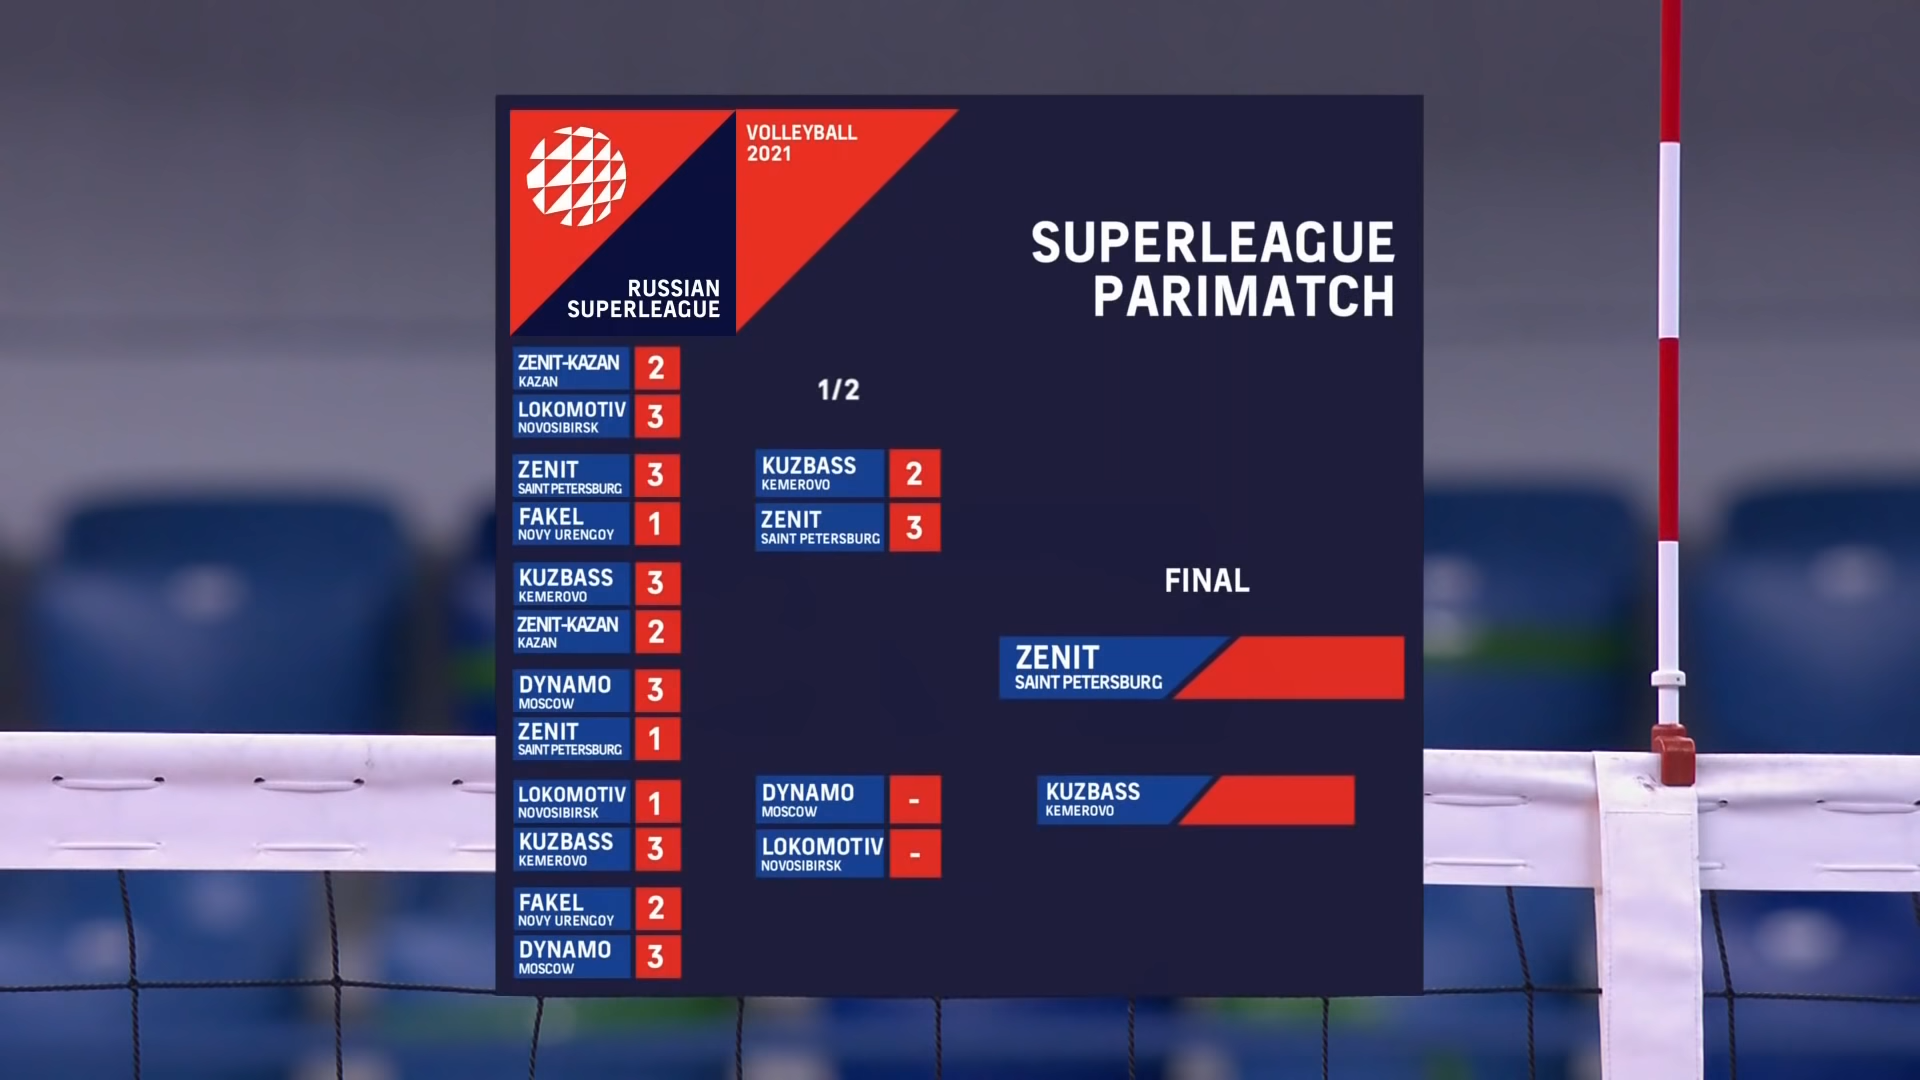 VOLLEYBALL
2021
RUSSIAN
SUPERLEAGUE
SUPERLEAGUE
PARIMATCH
ZENIT-KAZAN 2
KAZAN
LOKOMOTIV 3
NOVOSIBIRSK
ZENIT 3
SAINT PETERSBURG
FAKEL 1
NOVY URENGOY
KUZBASS 3
KEMEROVO
ZENIT-KAZAN 2
KAZAN
DYNAMO 3
MOSCOW
ZENIT 1
SAINT PETERSBURG
LOKOMOTIV 1
NOVOSIBIRSK
KUZBASS 3
KEMEROVO
FAKEL 2
NOVY URENGOY
DYNAMO 3
MOSCOW
1/2
KUZBASS 2
KEMEROVO
ZENIT 3
SAINT PETERSBURG
DYNAMO -
MOSCOW
LOKOMOTIV -
NOVOSIBIRSK
FINAL
ZENIT
SAINT PETERSBURG
KUZBASS
KEMEROVO